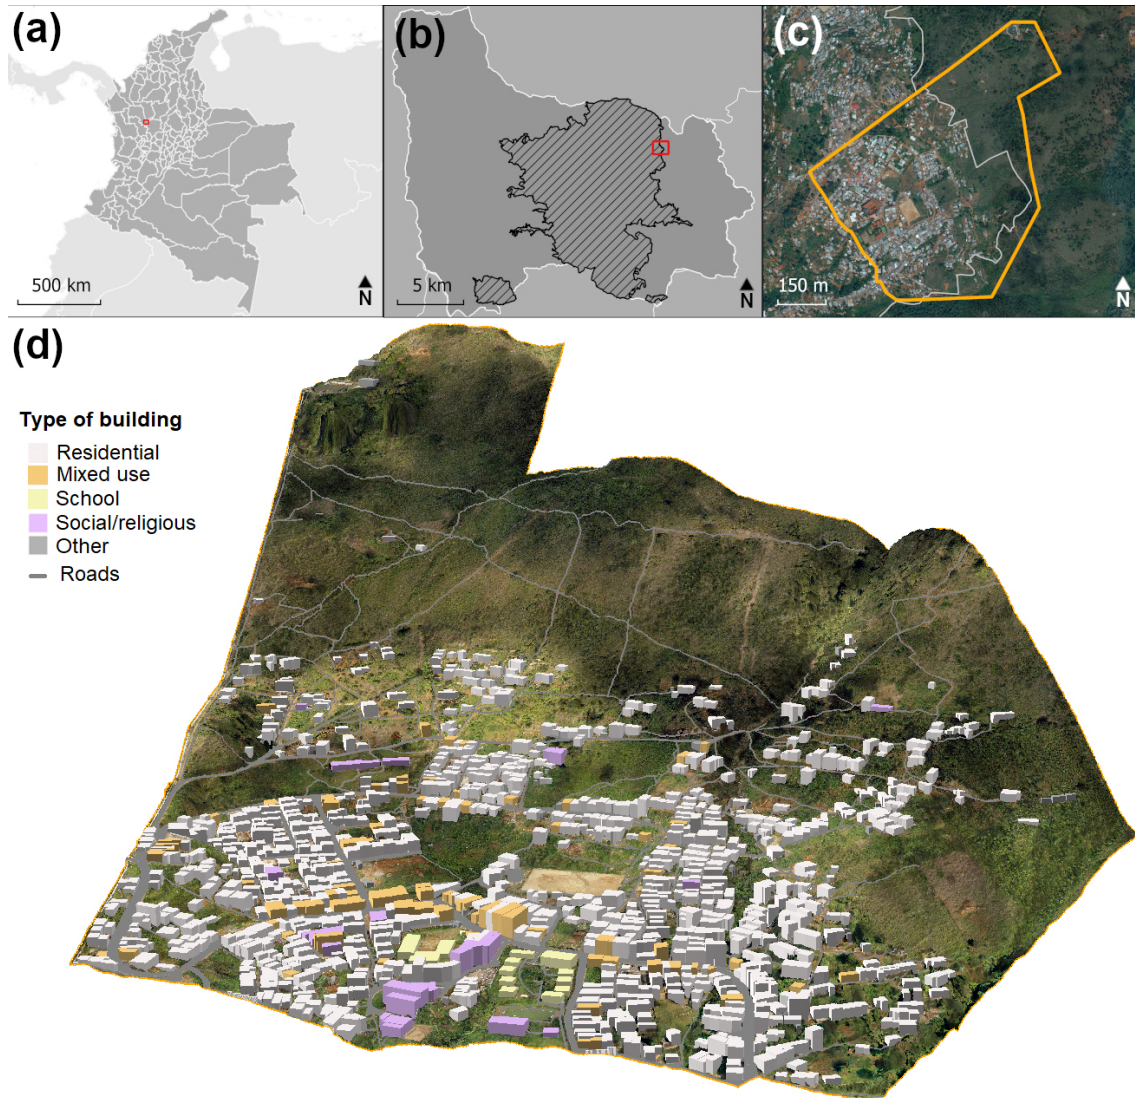 (a)
500 km
N
(b)
5 km
N
(c)
150 m
N
(d)
Type of building
Residential
Mixed use
School
Social/religious
Other
Roads